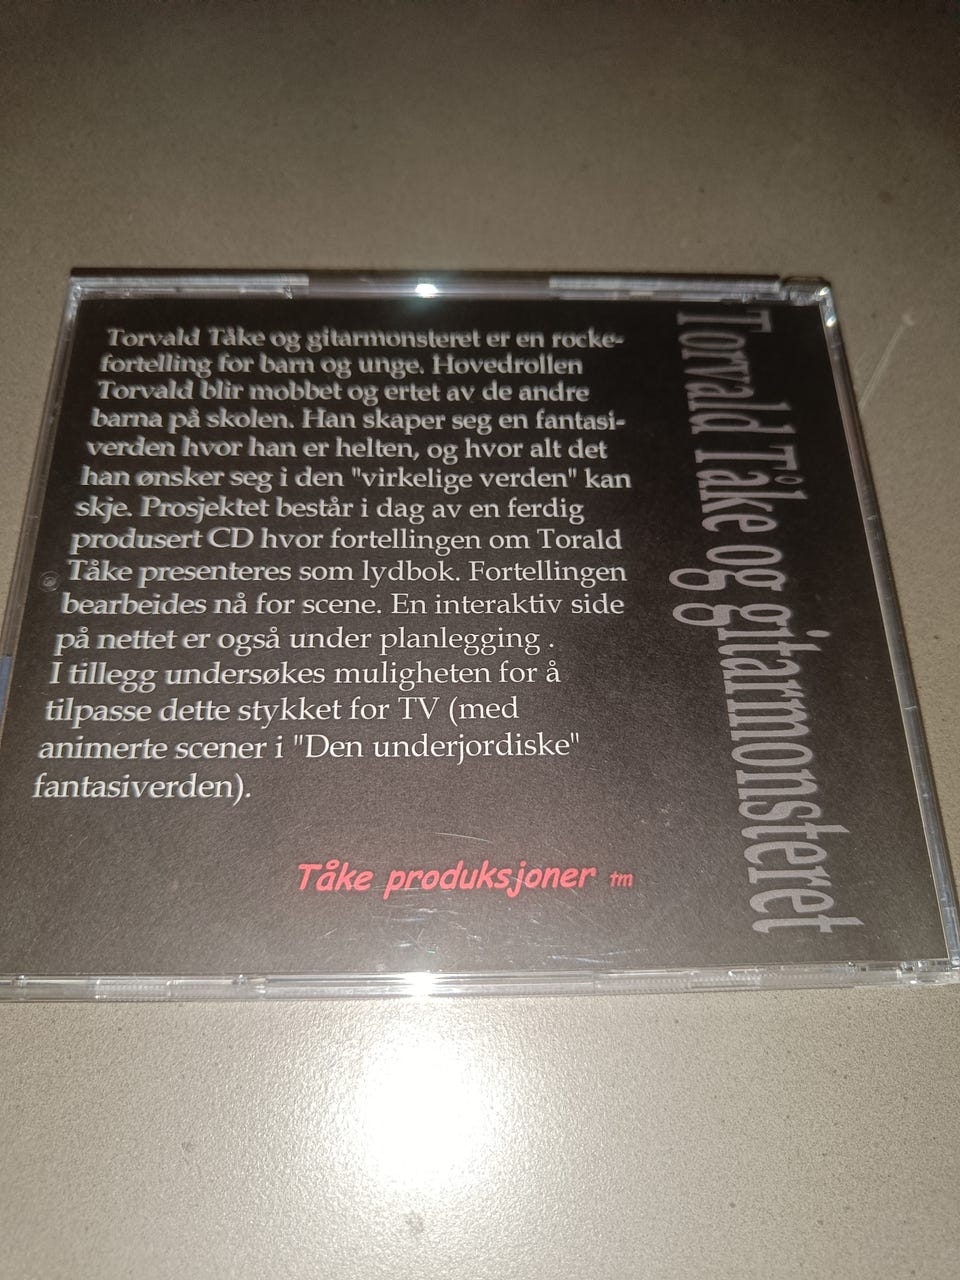 Torvald Tåke og gitarmonsteret er en rocke-
fortelling for barn og unge. Hovedrollen
Torvald blir mobbet og ertet av de andre
barna på skolen. Han skaper seg en fantasi-
verden hvor han er helten, og hvor alt det
han ønsker seg i den "virkelige verden" kan
skje. Prosjektet består i dag av en ferdig
produsert CD hvor fortellingen om Torald
Tåke presenteres som lydbok. Fortellingen
bearbeides nå for scene. En interaktiv side
på nettet er også under planlegging .
I tillegg undersøkes muligheten for å
tilpasse dette stykket for TV (med
animerte scener i "Den underjordiske"
fantasiverden).
Tåke produksjoner tm
Torvald Tåke og gitarmonsteret